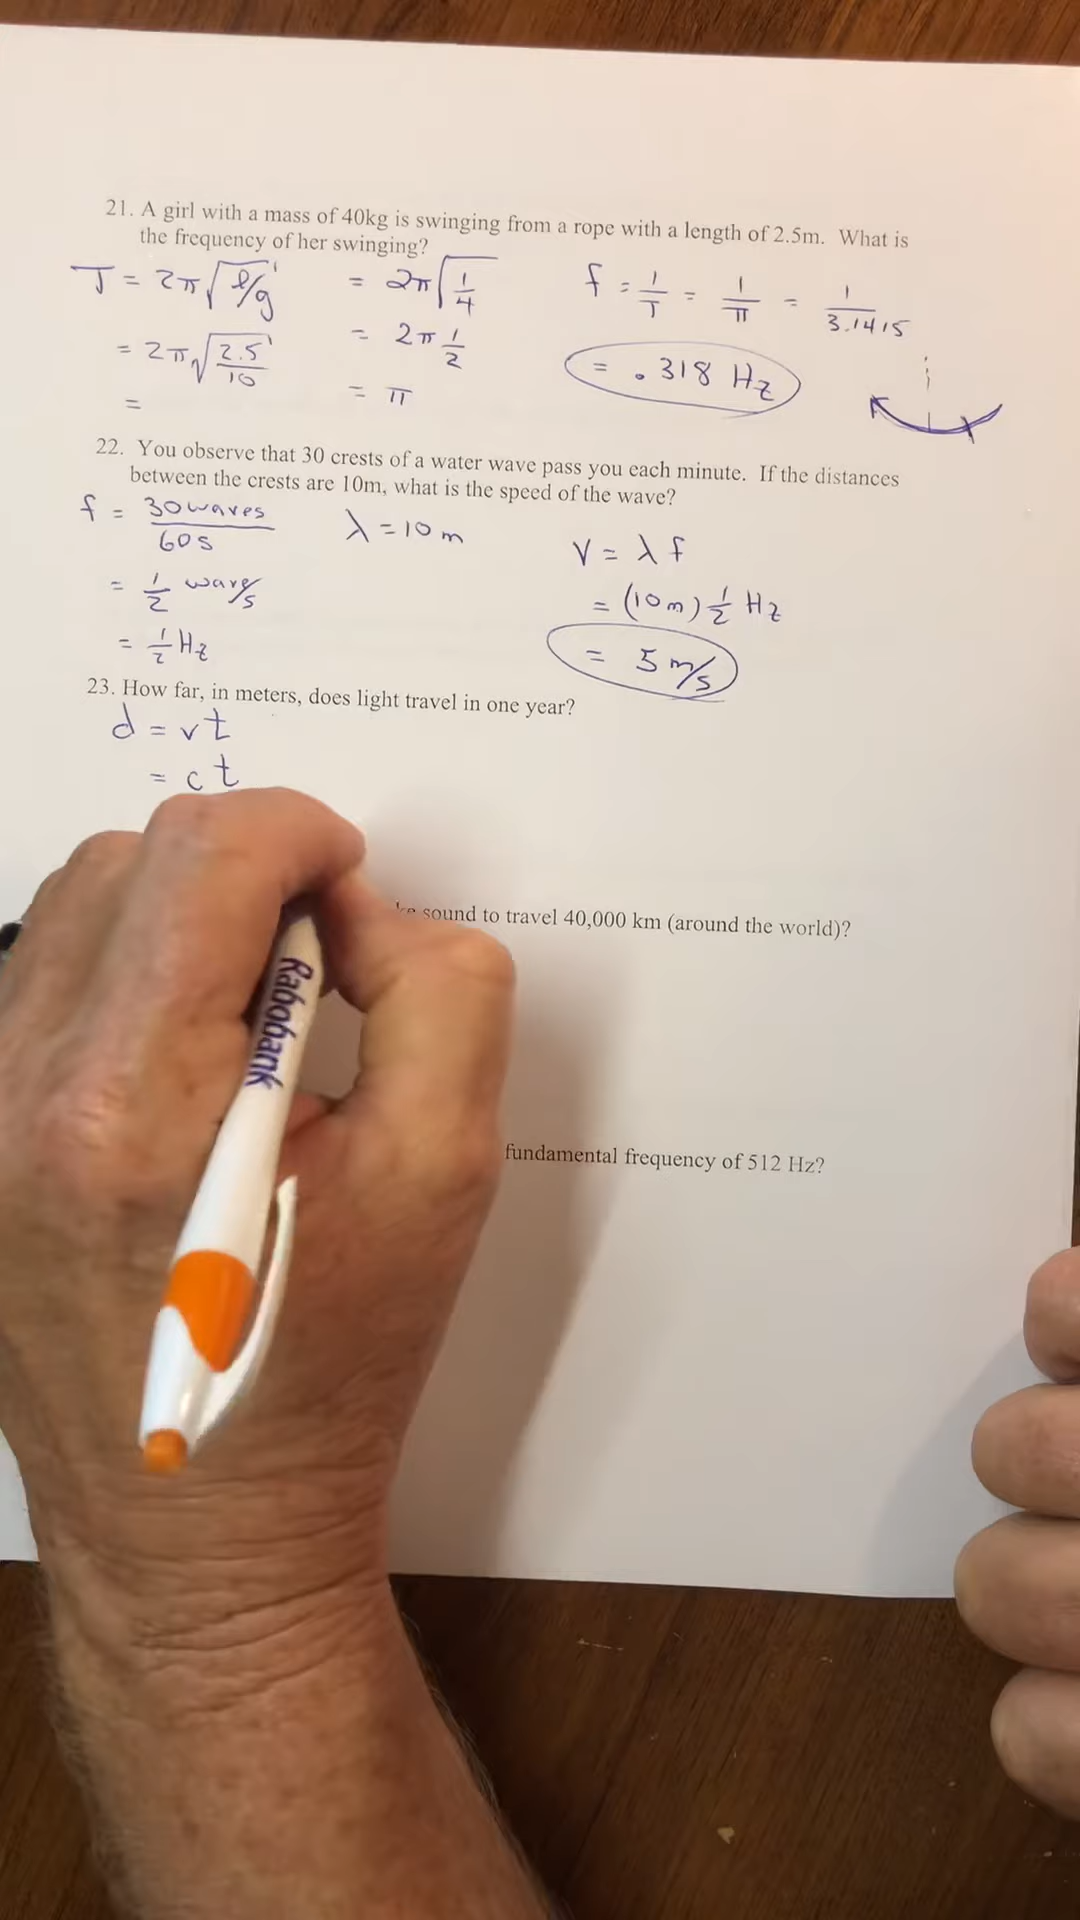 21. A girl with a mass of 40kg is swinging from a rope with a length of 2.5m. What is
the frequency of her swinging?
T = 2π√l/g = 2π√1/4 f = 1/T = 1/π = 1/3.1415
= 2π√2.5/10 = 2π 1/2 = .318 Hz
= = π
22. You observe that 30 crests of a water wave pass you each minute. If the distances
between the crests are 10m, what is the speed of the wave?
f = 30 waves/60s λ = 10 m v = λ f
= 1/2 wave/s = (10m) 1/2 Hz
= 1/2 Hz = 5 m/s
23. How far, in meters, does light travel in one year?
d = vt
= ct
sound to travel 40,000 km (around the world)?
Rabobank
fundamental frequency of 512 Hz?